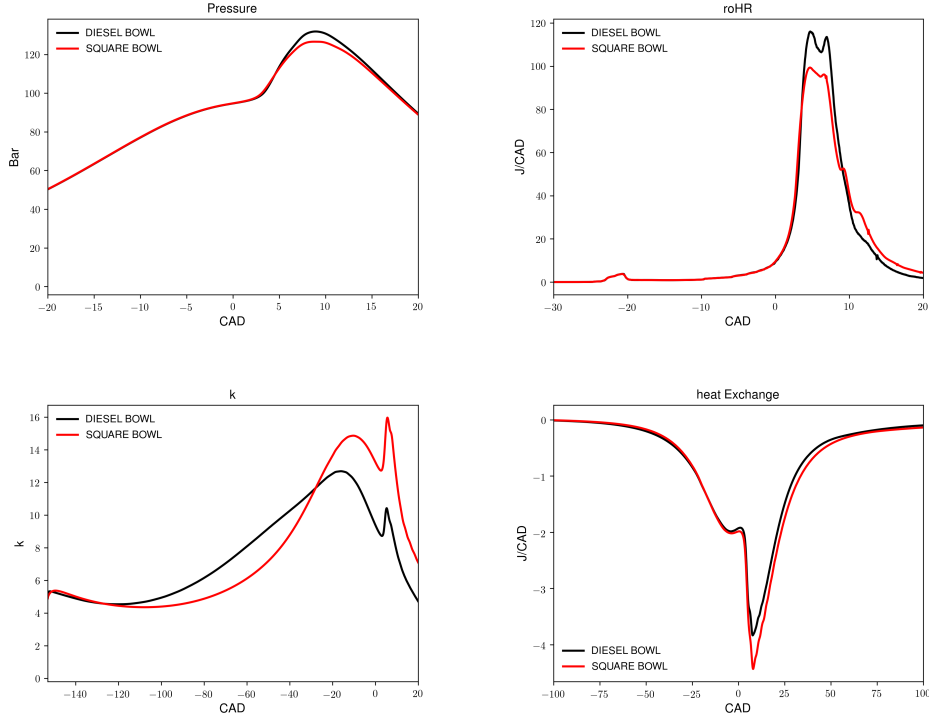 Pressure
DIESEL BOWL
SQUARE BOWL
120
100
80
60
40
20
0
Bar
−20 −15 −10 −5 0 5 10 15 20
CAD
roHR
DIESEL BOWL
SQUARE BOWL
120
100
80
60
40
20
0
J/CAD
−30 −20 −10 0 10 20
CAD
k
DIESEL BOWL
SQUARE BOWL
16
14
12
10
8
6
4
2
0
k
−140 −120 −100 −80 −60 −40 −20 0 20
CAD
heat Exchange
0
−1
−2
−3
−4
J/CAD
DIESEL BOWL
SQUARE BOWL
−100 −75 −50 −25 0 25 50 75 100
CAD